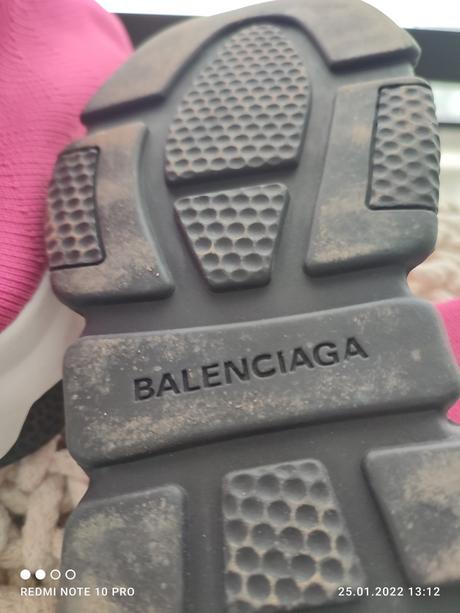 BALENCIAGA
REDMI NOTE 10 PRO
25.01.2022 13:12